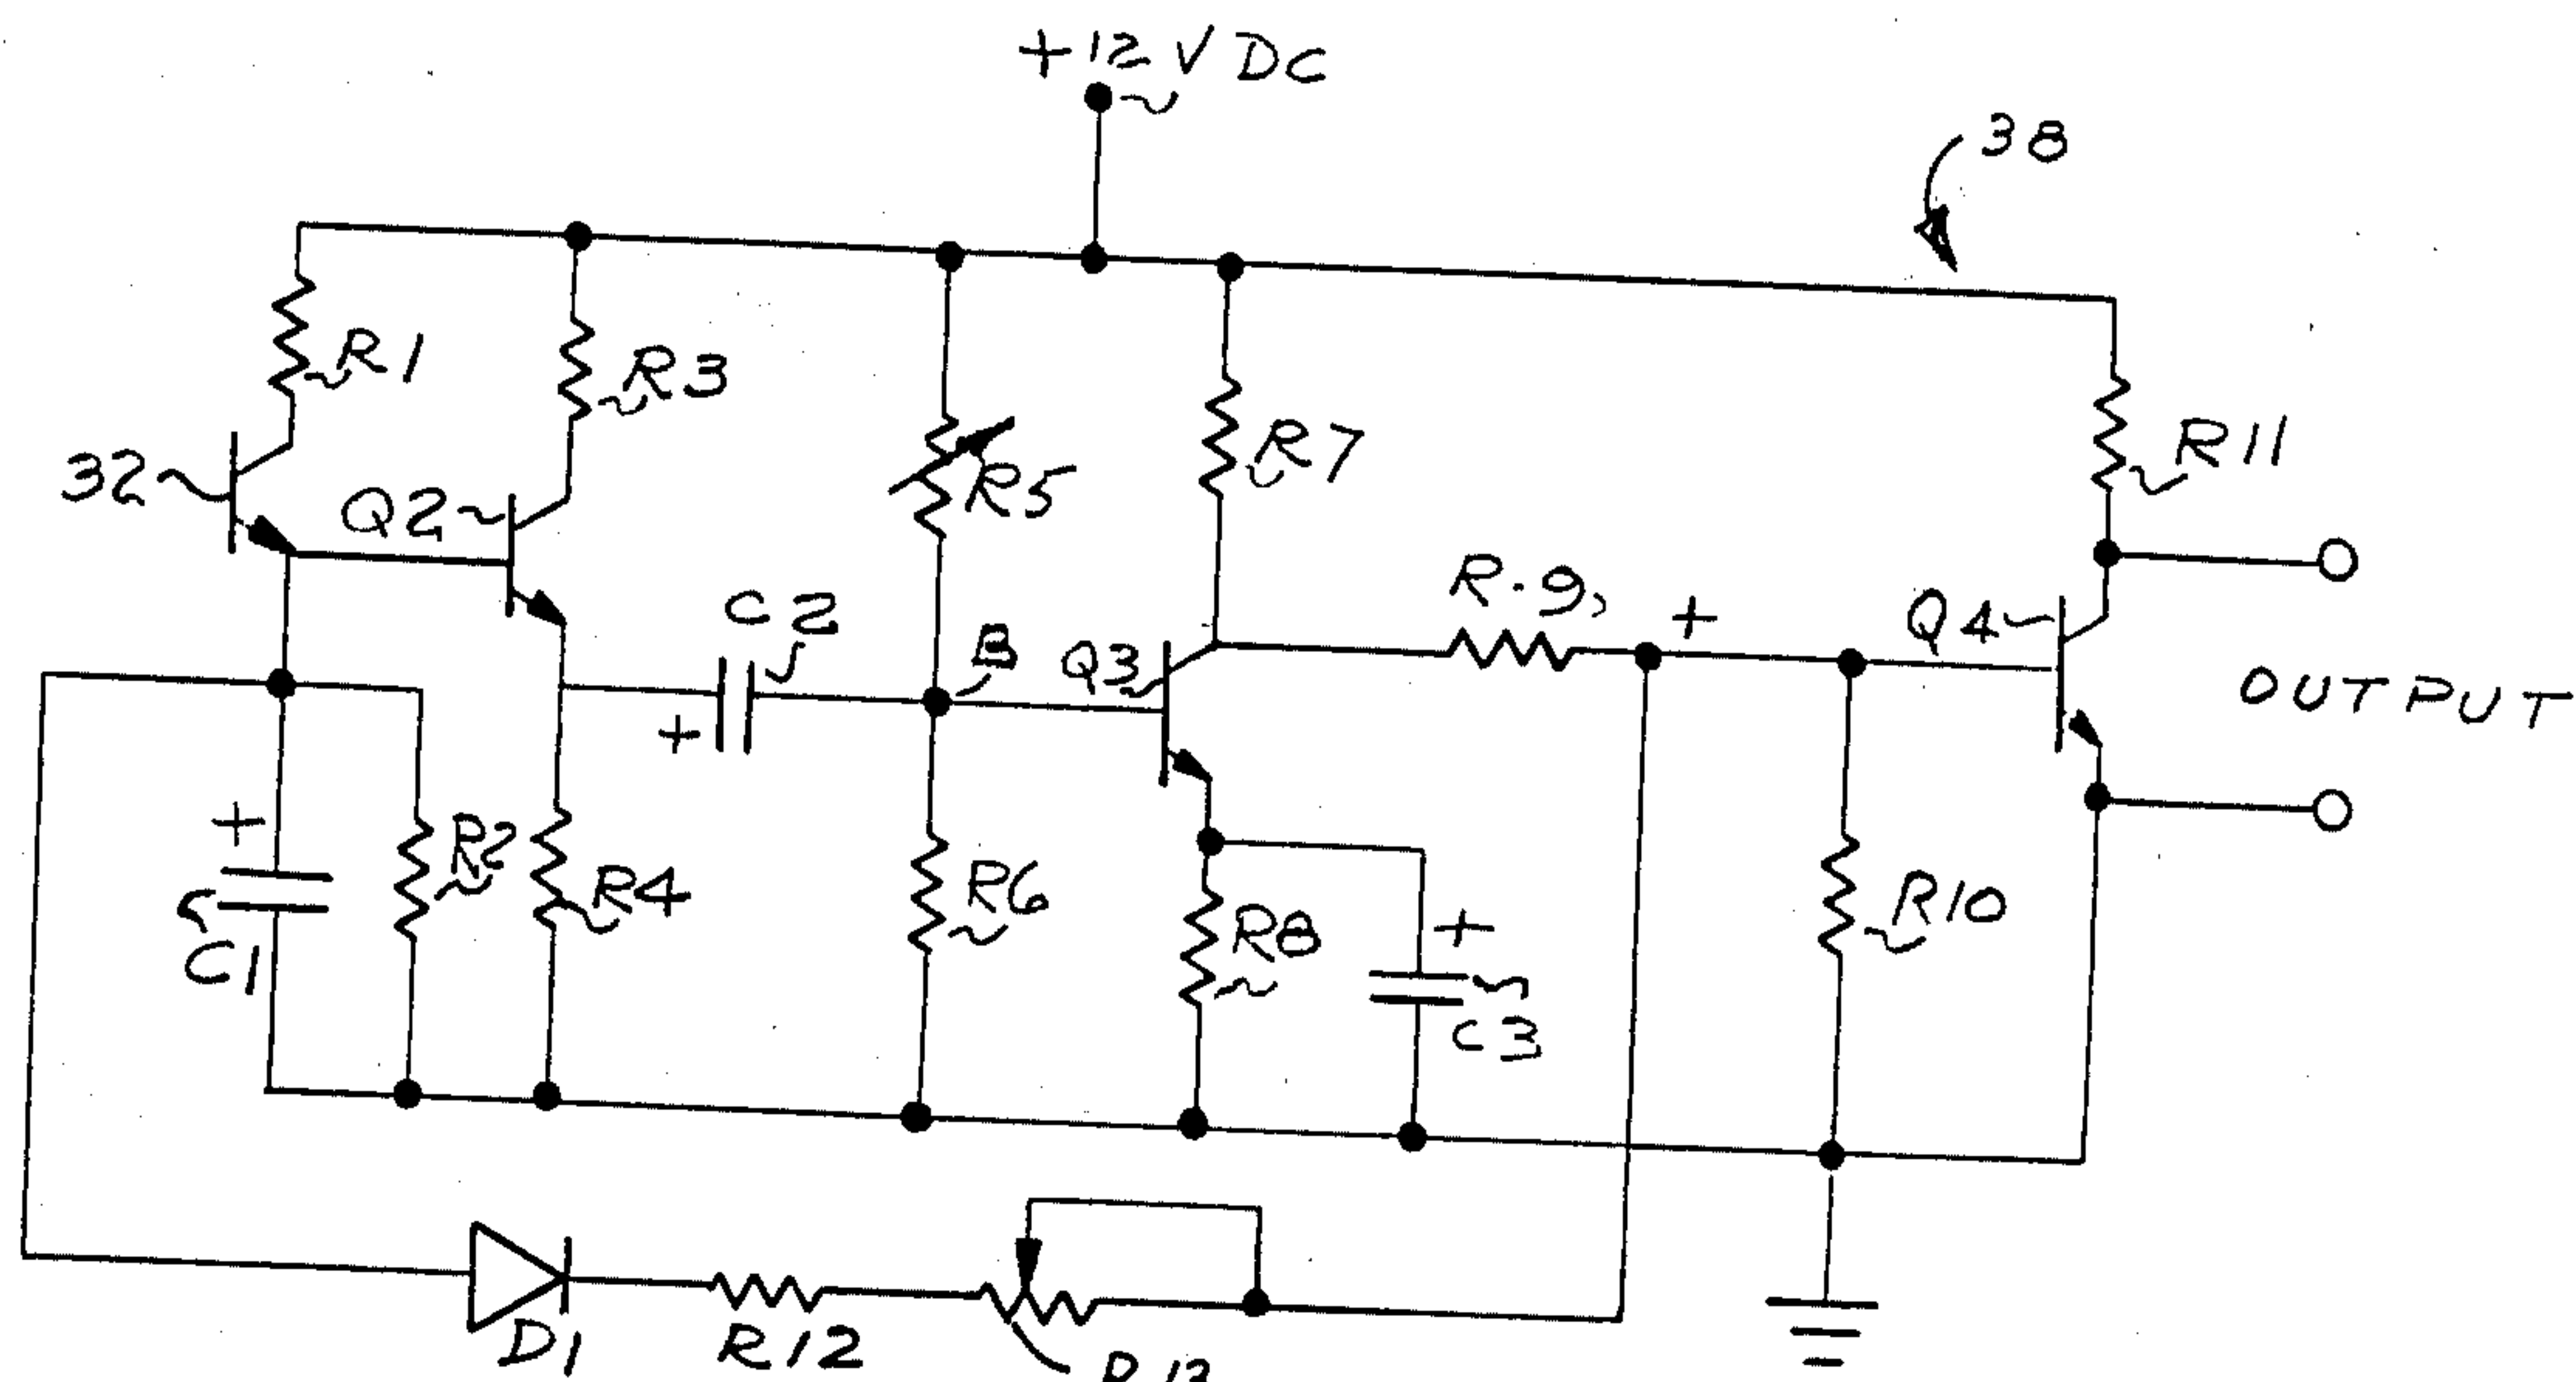 +12 V DC
38
R1
R3
32
Q2
R5
R7
R11
C2
B
Q3
R·9,
+
Q4
+
OUTPUT
+
R2
R4
R6
R8
+
R10
C1
C3
D1
R12
R13